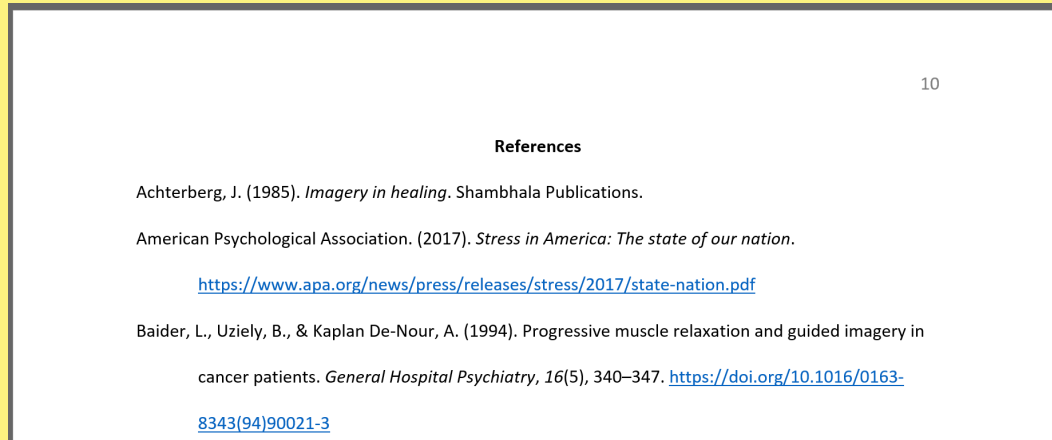 10
References
Achterberg, J. (1985). Imagery in healing. Shambhala Publications.
American Psychological Association. (2017). Stress in America: The state of our nation.
https://www.apa.org/news/press/releases/stress/2017/state-nation.pdf
Baider, L., Uziely, B., & Kaplan De-Nour, A. (1994). Progressive muscle relaxation and guided imagery in
cancer patients. General Hospital Psychiatry, 16(5), 340–347. https://doi.org/10.1016/0163-
8343(94)90021-3